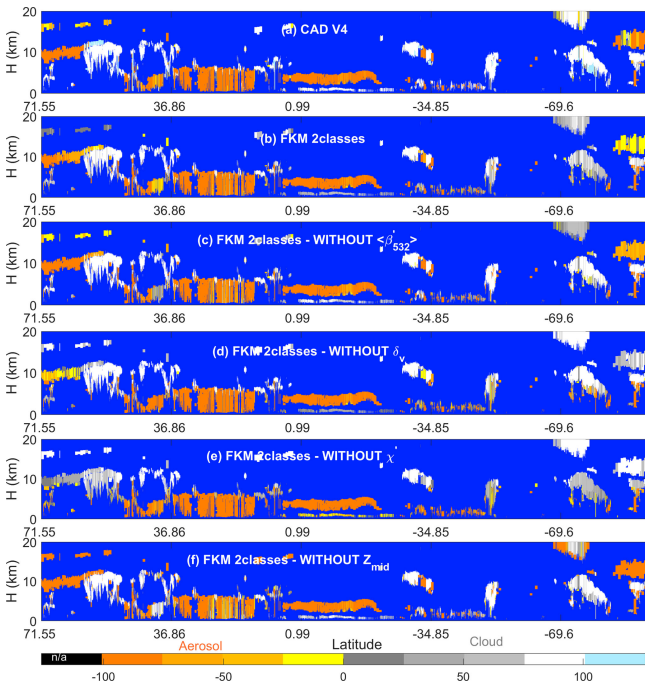 20
(a) CAD V4
10
H (km)
0
71.55 36.86 0.99 -34.85 -69.6
20
(b) FKM 2classes
10
H (km)
0
71.55 36.86 0.99 -34.85 -69.6
20
(c) FKM 2classes - WITHOUT <β'532>
10
H (km)
0
71.55 36.86 0.99 -34.85 -69.6
20
(d) FKM 2classes - WITHOUT δv
10
H (km)
0
71.55 36.86 0.99 -34.85 -69.6
20
(e) FKM 2classes - WITHOUT χ'
10
H (km)
0
71.55 36.86 0.99 -34.85 -69.6
20
(f) FKM 2classes - WITHOUT Zmid
10
H (km)
0
71.55 36.86 0.99 -34.85 -69.6
Aerosol Latitude Cloud
n/a
-100 -50 0 50 100